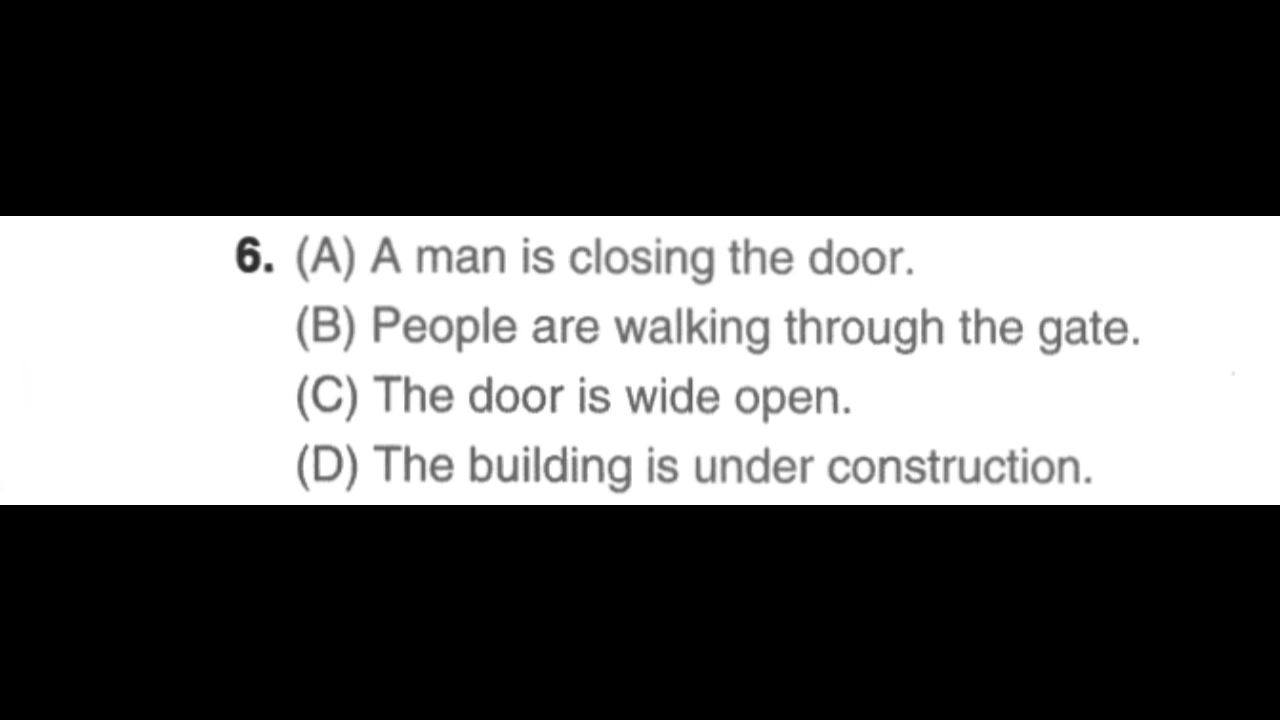 6. (A) A man is closing the door.
(B) People are walking through the gate.
(C) The door is wide open.
(D) The building is under construction.